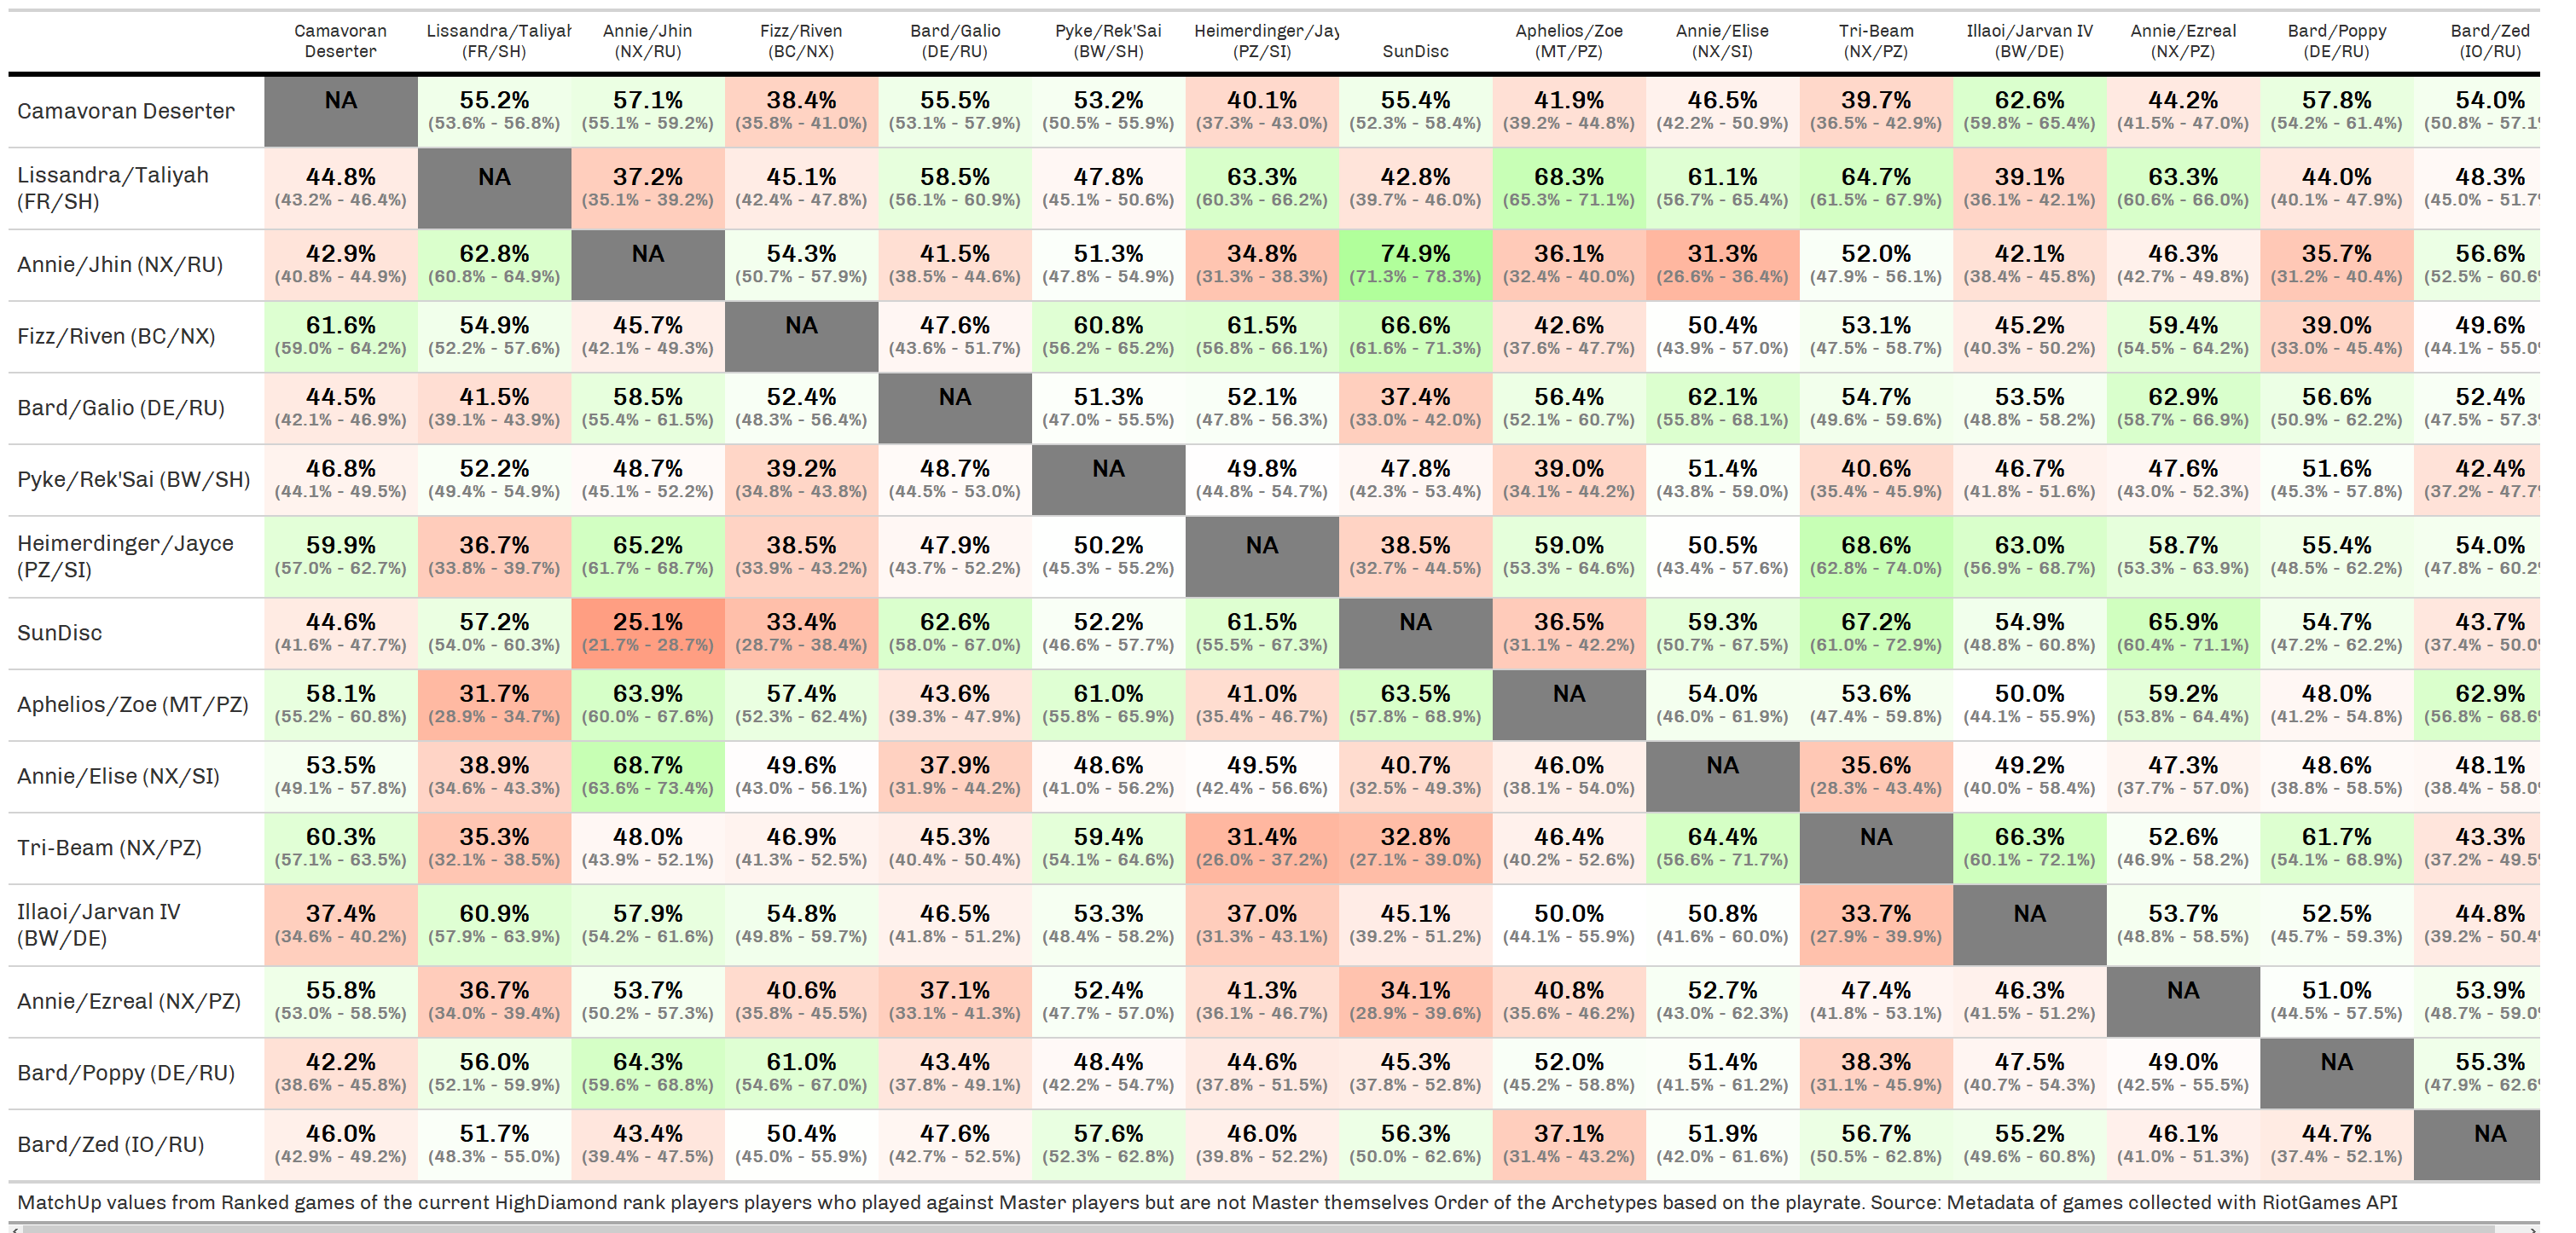 Camavoran Deserter Lissandra/Taliyah (FR/SH) Annie/Jhin (NX/RU) Fizz/Riven (BC/NX) Bard/Galio (DE/RU) Pyke/Rek'Sai (BW/SH) Heimerdinger/Jay (PZ/SI) SunDisc Aphelios/Zoe (MT/PZ) Annie/Elise (NX/SI) Tri-Beam (NX/PZ) Illaoi/Jarvan IV (BW/DE) Annie/Ezreal (NX/PZ) Bard/Poppy (DE/RU) Bard/Zed (IO/RU)
Camavoran Deserter NA 55.2% 57.1% 38.4% 55.5% 53.2% 40.1% 55.4% 41.9% 46.5% 39.7% 62.6% 44.2% 57.8% 54.0%
(53.6% - 56.8%) (55.1% - 59.2%) (35.8% - 41.0%) (53.1% - 57.9%) (50.5% - 55.9%) (37.3% - 43.0%) (52.3% - 58.4%) (39.2% - 44.8%) (42.2% - 50.9%) (36.5% - 42.9%) (59.8% - 65.4%) (41.5% - 47.0%) (54.2% - 61.4%) (50.8% - 57.1
Lissandra/Taliyah (FR/SH) 44.8% NA 37.2% 45.1% 58.5% 47.8% 63.3% 42.8% 68.3% 61.1% 64.7% 39.1% 63.3% 44.0% 48.3%
(43.2% - 46.4%) (35.1% - 39.2%) (42.4% - 47.8%) (56.1% - 60.9%) (45.1% - 50.6%) (60.3% - 66.2%) (39.7% - 46.0%) (65.3% - 71.1%) (56.7% - 65.4%) (61.5% - 67.9%) (36.1% - 42.1%) (60.6% - 66.0%) (40.1% - 47.9%) (45.0% - 51.7
Annie/Jhin (NX/RU) 42.9% 62.8% NA 54.3% 41.5% 51.3% 34.8% 74.9% 36.1% 31.3% 52.0% 42.1% 46.3% 35.7% 56.6%
(40.8% - 44.9%) (60.8% - 64.9%) (50.7% - 57.9%) (38.5% - 44.6%) (47.8% - 54.9%) (31.3% - 38.3%) (71.3% - 78.3%) (32.4% - 40.0%) (26.6% - 36.4%) (47.9% - 56.1%) (38.4% - 45.8%) (42.7% - 49.8%) (31.2% - 40.4%) (52.5% - 60.6
Fizz/Riven (BC/NX) 61.6% 54.9% 45.7% NA 47.6% 60.8% 61.5% 66.6% 42.6% 50.4% 53.1% 45.2% 59.4% 39.0% 49.6%
(59.0% - 64.2%) (52.2% - 57.6%) (42.1% - 49.3%) (43.6% - 51.7%) (56.2% - 65.2%) (56.8% - 66.1%) (61.6% - 71.3%) (37.6% - 47.7%) (43.9% - 57.0%) (47.5% - 58.7%) (40.3% - 50.2%) (54.5% - 64.2%) (33.0% - 45.4%) (44.1% - 55.0
Bard/Galio (DE/RU) 44.5% 41.5% 58.5% 52.4% NA 51.3% 52.1% 37.4% 56.4% 62.1% 54.7% 53.5% 62.9% 56.6% 52.4%
(42.1% - 46.9%) (39.1% - 43.9%) (55.4% - 61.5%) (48.3% - 56.4%) (47.0% - 55.5%) (47.8% - 56.3%) (33.0% - 42.0%) (52.1% - 60.7%) (55.8% - 68.1%) (49.6% - 59.6%) (48.8% - 58.2%) (58.7% - 66.9%) (50.9% - 62.2%) (47.5% - 57.3
Pyke/Rek'Sai (BW/SH) 46.8% 52.2% 48.7% 39.2% 48.7% NA 49.8% 47.8% 39.0% 51.4% 40.6% 46.7% 47.6% 51.6% 42.4%
(44.1% - 49.5%) (49.4% - 54.9%) (45.1% - 52.2%) (34.8% - 43.8%) (44.5% - 53.0%) (44.8% - 54.7%) (42.3% - 53.4%) (34.1% - 44.2%) (43.8% - 59.0%) (35.4% - 45.9%) (41.8% - 51.6%) (43.0% - 52.3%) (45.3% - 57.8%) (37.2% - 47.7
Heimerdinger/Jayce (PZ/SI) 59.9% 36.7% 65.2% 38.5% 47.9% 50.2% NA 38.5% 59.0% 50.5% 68.6% 63.0% 58.7% 55.4% 54.0%
(57.0% - 62.7%) (33.8% - 39.7%) (61.7% - 68.7%) (33.9% - 43.2%) (43.7% - 52.2%) (45.3% - 55.2%) (32.7% - 44.5%) (53.3% - 64.6%) (43.4% - 57.6%) (62.8% - 74.0%) (56.9% - 68.7%) (53.3% - 63.9%) (48.5% - 62.2%) (47.8% - 60.2
SunDisc 44.6% 57.2% 25.1% 33.4% 62.6% 52.2% 61.5% NA 36.5% 59.3% 67.2% 54.9% 65.9% 54.7% 43.7%
(41.6% - 47.7%) (54.0% - 60.3%) (21.7% - 28.7%) (28.7% - 38.4%) (58.0% - 67.0%) (46.6% - 57.7%) (55.5% - 67.3%) (31.1% - 42.2%) (50.7% - 67.5%) (61.0% - 72.9%) (48.8% - 60.8%) (60.4% - 71.1%) (47.2% - 62.2%) (37.4% - 50.0
Aphelios/Zoe (MT/PZ) 58.1% 31.7% 63.9% 57.4% 43.6% 61.0% 41.0% 63.5% NA 54.0% 53.6% 50.0% 59.2% 48.0% 62.9%
(55.2% - 60.8%) (28.9% - 34.7%) (60.0% - 67.6%) (52.3% - 62.4%) (39.3% - 47.9%) (55.8% - 65.9%) (35.4% - 46.7%) (57.8% - 68.9%) (46.0% - 61.9%) (47.4% - 59.8%) (44.1% - 55.9%) (53.8% - 64.4%) (41.2% - 54.8%) (56.8% - 68.6
Annie/Elise (NX/SI) 53.5% 38.9% 68.7% 49.6% 37.9% 48.6% 49.5% 40.7% 46.0% NA 35.6% 49.2% 47.3% 48.6% 48.1%
(49.1% - 57.8%) (34.6% - 43.3%) (63.6% - 73.4%) (43.0% - 56.1%) (31.9% - 44.2%) (41.0% - 56.2%) (42.4% - 56.6%) (32.5% - 49.3%) (38.1% - 54.0%) (28.3% - 43.4%) (40.0% - 58.4%) (37.7% - 57.0%) (38.8% - 58.5%) (38.4% - 58.0
Tri-Beam (NX/PZ) 60.3% 35.3% 48.0% 46.9% 45.3% 59.4% 31.4% 32.8% 46.4% 64.4% NA 66.3% 52.6% 61.7% 43.3%
(57.1% - 63.5%) (32.1% - 38.5%) (43.9% - 52.1%) (41.3% - 52.5%) (40.4% - 50.4%) (54.1% - 64.6%) (26.0% - 37.2%) (27.1% - 39.0%) (40.2% - 52.6%) (56.6% - 71.7%) (60.1% - 72.1%) (46.9% - 58.2%) (54.1% - 68.9%) (37.2% - 49.5
Illaoi/Jarvan IV (BW/DE) 37.4% 60.9% 57.9% 54.8% 46.5% 53.3% 37.0% 45.1% 50.0% 50.8% 33.7% NA 53.7% 52.5% 44.8%
(34.6% - 40.2%) (57.9% - 63.9%) (54.2% - 61.6%) (49.8% - 59.7%) (41.8% - 51.2%) (48.4% - 58.2%) (31.3% - 43.1%) (39.2% - 51.2%) (44.1% - 55.9%) (41.6% - 60.0%) (27.9% - 39.9%) (48.8% - 58.5%) (45.7% - 59.3%) (39.2% - 50.4
Annie/Ezreal (NX/PZ) 55.8% 36.7% 53.7% 40.6% 37.1% 52.4% 41.3% 34.1% 40.8% 52.7% 47.4% 46.3% NA 51.0% 53.9%
(53.0% - 58.5%) (34.0% - 39.4%) (50.2% - 57.3%) (35.8% - 45.5%) (33.1% - 41.3%) (47.7% - 57.0%) (36.1% - 46.7%) (28.9% - 39.6%) (35.6% - 46.2%) (43.0% - 62.3%) (41.8% - 53.1%) (41.5% - 51.2%) (44.5% - 57.5%) (48.7% - 59.0
Bard/Poppy (DE/RU) 42.2% 56.0% 64.3% 61.0% 43.4% 48.4% 44.6% 45.3% 52.0% 51.4% 38.3% 47.5% 49.0% NA 55.3%
(38.6% - 45.8%) (52.1% - 59.9%) (59.6% - 68.8%) (54.6% - 67.0%) (37.8% - 49.1%) (42.2% - 54.7%) (37.8% - 51.5%) (37.8% - 52.8%) (45.2% - 58.8%) (41.5% - 61.2%) (31.1% - 45.9%) (40.7% - 54.3%) (42.5% - 55.5%) (47.9% - 62.6
Bard/Zed (IO/RU) 46.0% 51.7% 43.4% 50.4% 47.6% 57.6% 46.0% 56.3% 37.1% 51.9% 56.7% 55.2% 46.1% 44.7% NA
(42.9% - 49.2%) (48.3% - 55.0%) (39.4% - 47.5%) (45.0% - 55.9%) (42.7% - 52.5%) (52.3% - 62.8%) (39.8% - 52.2%) (50.0% - 62.6%) (31.4% - 43.2%) (42.0% - 61.6%) (50.5% - 62.8%) (49.6% - 60.8%) (41.0% - 51.3%) (37.4% - 52.1%)
MatchUp values from Ranked games of the current HighDiamond rank players players who played against Master players but are not Master themselves Order of the Archetypes based on the playrate. Source: Metadata of games collected with RiotGames API